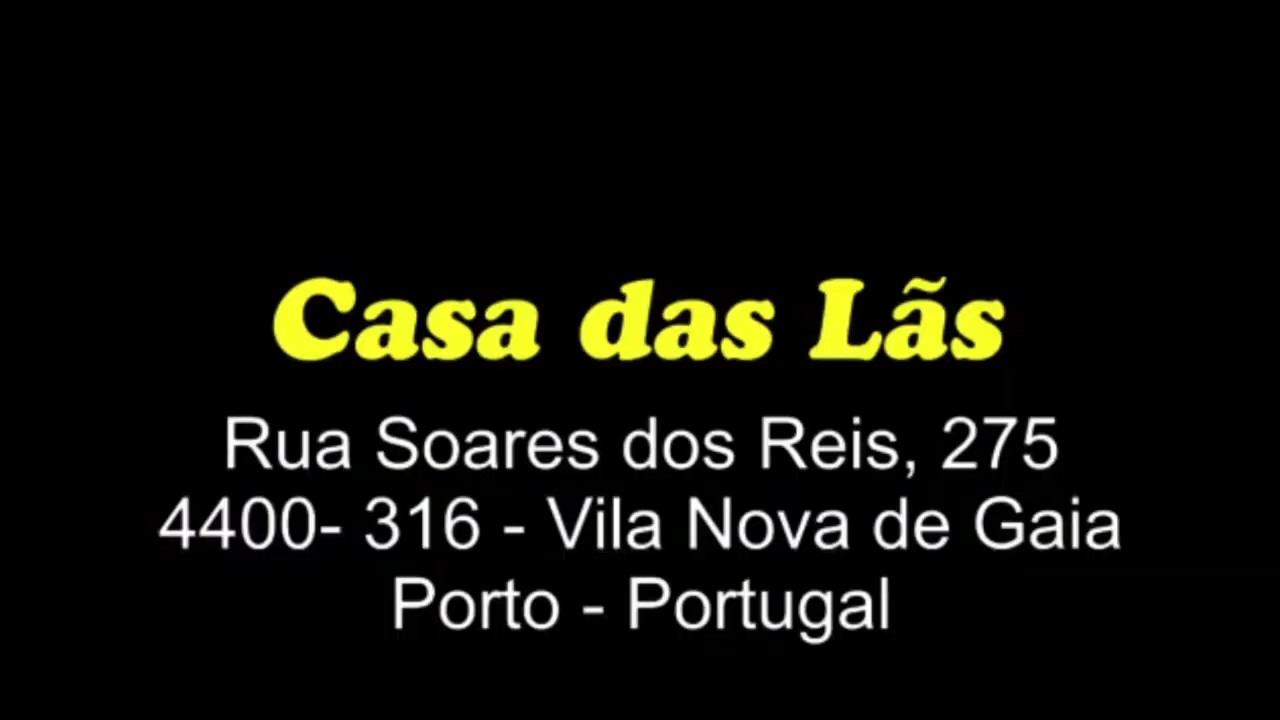 Casa das Lãs
Rua Soares dos Reis, 275
4400- 316 - Vila Nova de Gaia
Porto - Portugal